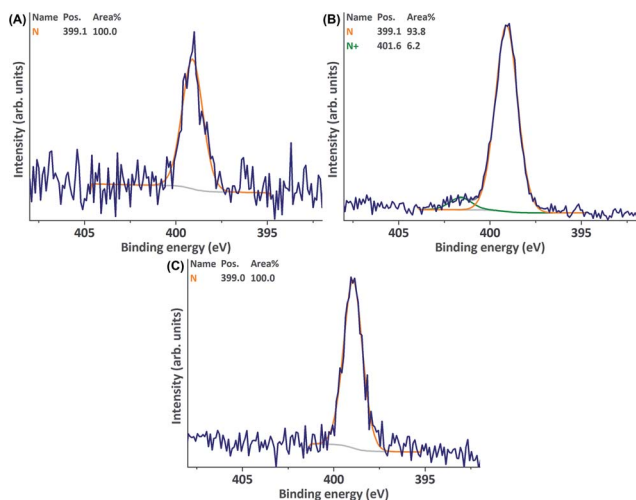 (A)
Name Pos. Area%
N 399.1 100.0
Intensity (arb. units)
405 400 395
Binding energy (eV)
(B)
Name Pos. Area%
N 399.1 93.8
N+ 401.6 6.2
Intensity (arb. units)
405 400 395
Binding energy (eV)
(C)
Name Pos. Area%
N 399.0 100.0
Intensity (arb. units)
405 400 395
Binding energy (eV)